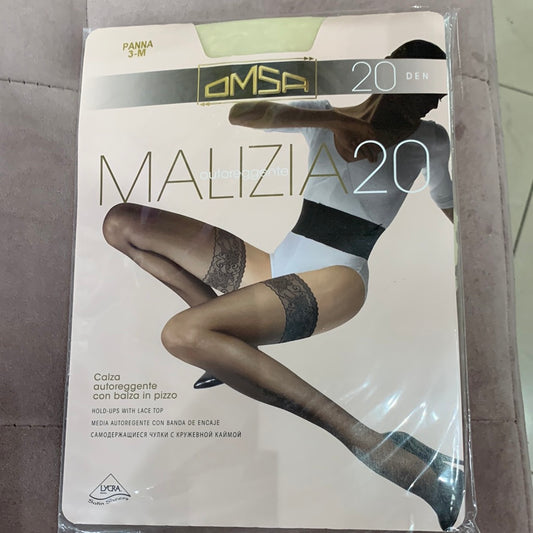 PANNA
3-M
OMSA
20 DEN
MALIZIA 20
autoreggente
Calza
autoreggente
con balza in pizzo
HOLD-UPS WITH LACE TOP
MEDIA AUTOREGENTE CON BANDA DE ENCAJE
САМОДЕРЖАЩИЕСЯ ЧУЛКИ С КРУЖЕВНОЙ КАЙМОЙ
LYCRA